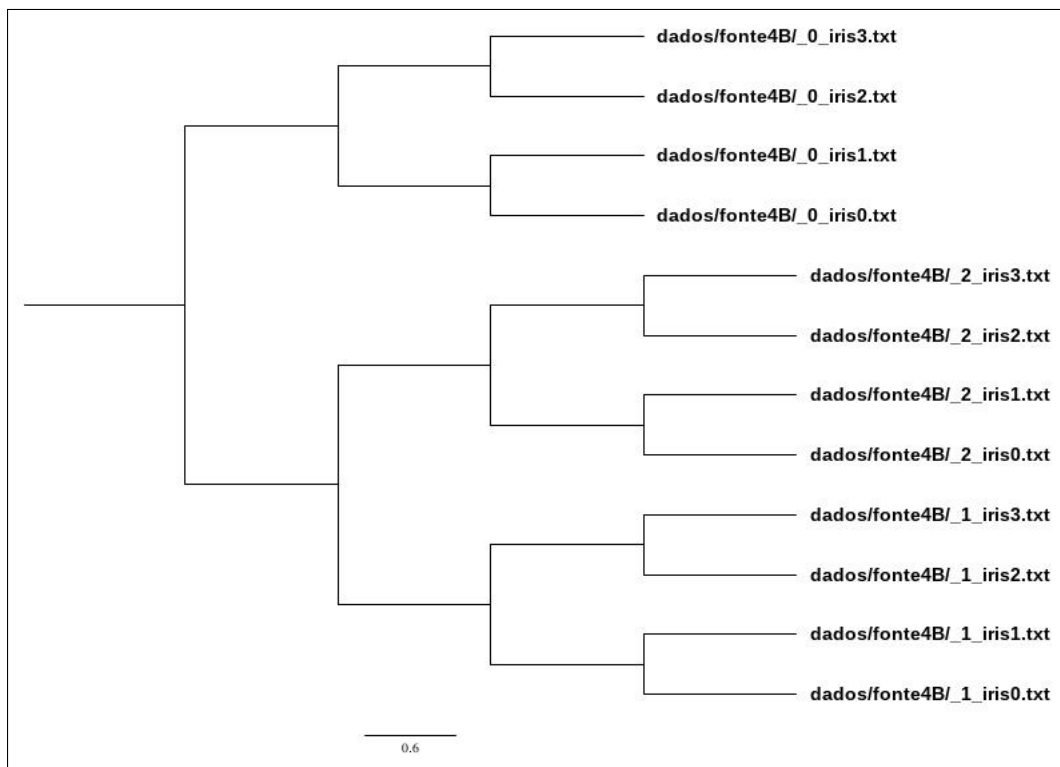 dados/fonte4B/_0_iris3.txt
dados/fonte4B/_0_iris2.txt
dados/fonte4B/_0_iris1.txt
dados/fonte4B/_0_iris0.txt
dados/fonte4B/_2_iris3.txt
dados/fonte4B/_2_iris2.txt
dados/fonte4B/_2_iris1.txt
dados/fonte4B/_2_iris0.txt
dados/fonte4B/_1_iris3.txt
dados/fonte4B/_1_iris2.txt
dados/fonte4B/_1_iris1.txt
dados/fonte4B/_1_iris0.txt
0.6